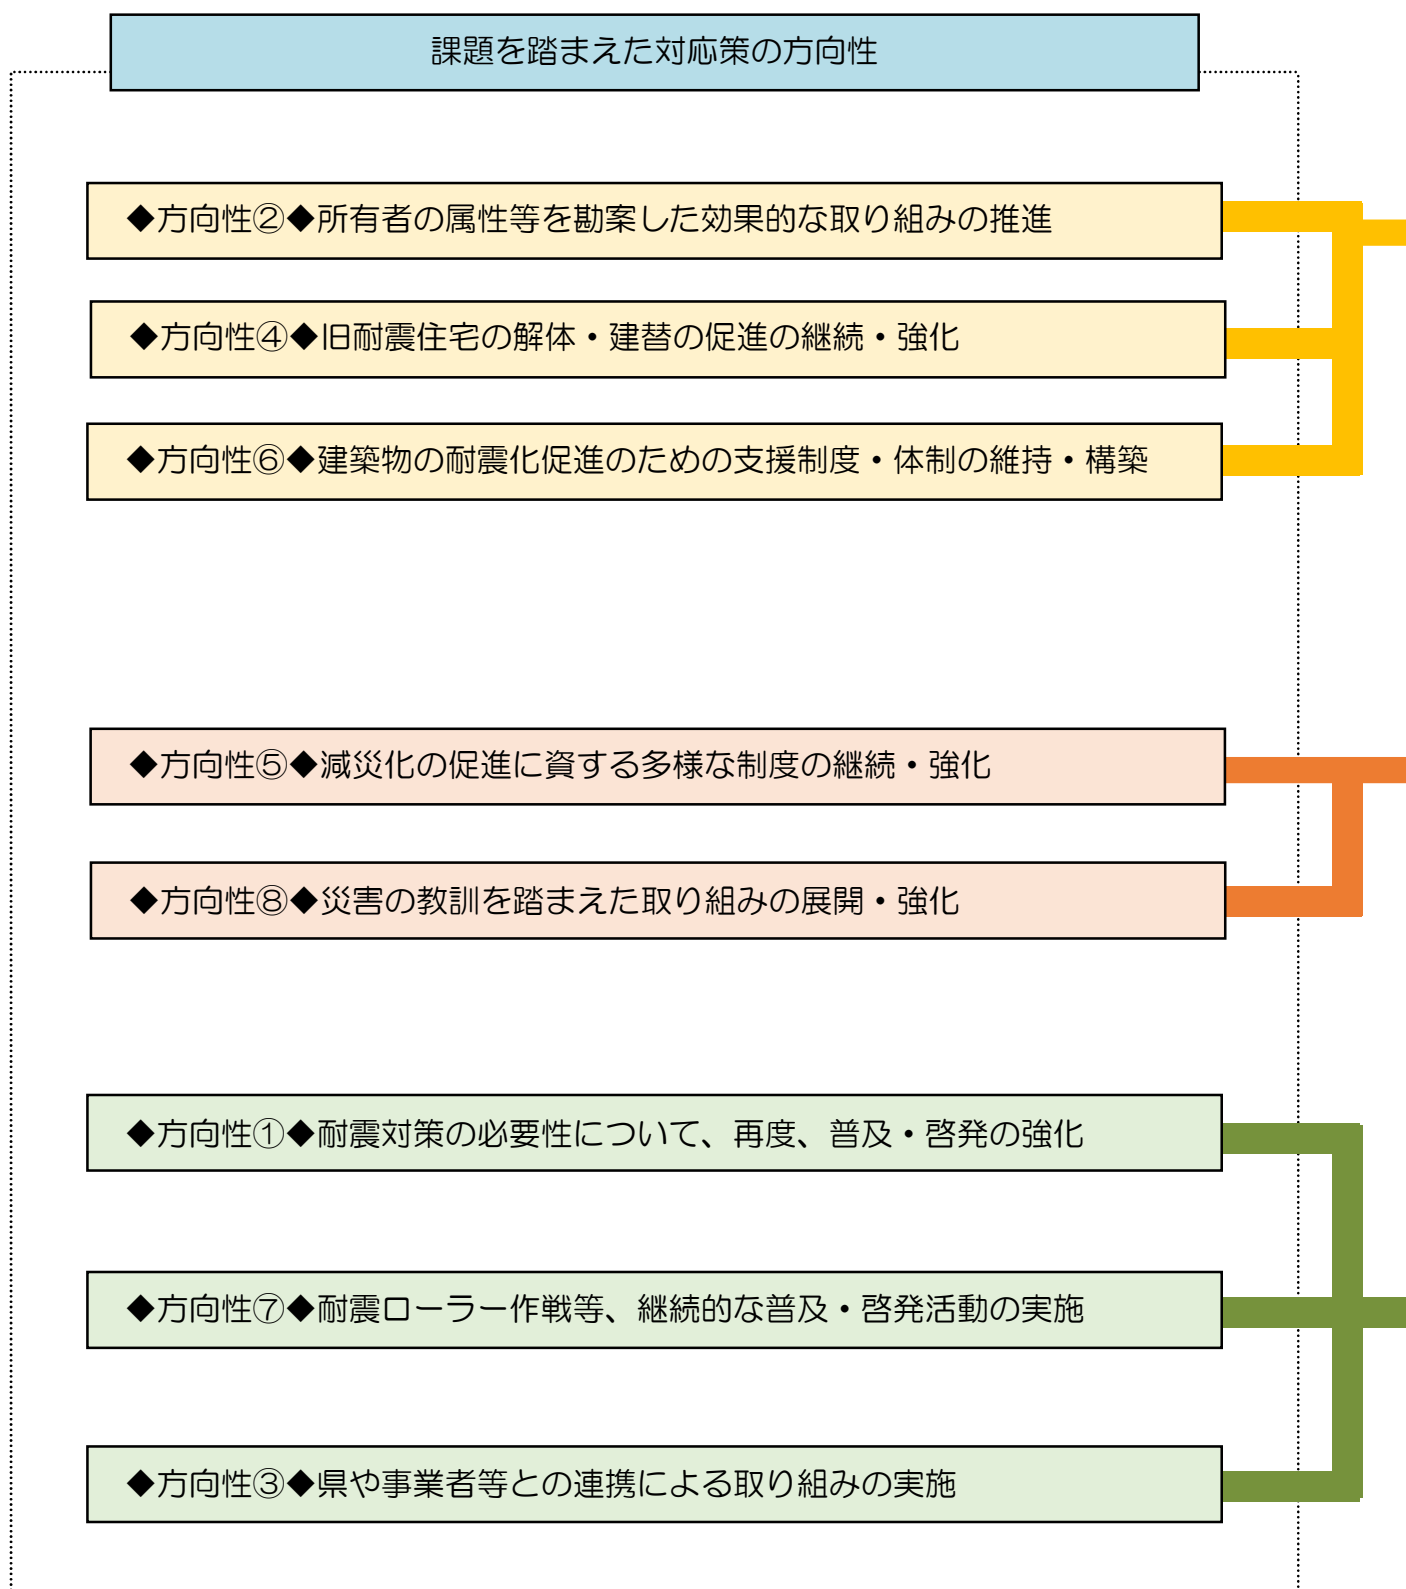 課題を踏まえた対応策の方向性
◆方向性②◆所有者の属性等を勘案した効果的な取り組みの推進
◆方向性④◆旧耐震住宅の解体・建替の促進の継続・強化
◆方向性⑥◆建築物の耐震化促進のための支援制度・体制の維持・構築
◆方向性⑤◆減災化の促進に資する多様な制度の継続・強化
◆方向性⑧◆災害の教訓を踏まえた取り組みの展開・強化
◆方向性①◆耐震対策の必要性について、再度、普及・啓発の強化
◆方向性⑦◆耐震ローラー作戦等、継続的な普及・啓発活動の実施
◆方向性③◆県や事業者等との連携による取り組みの実施